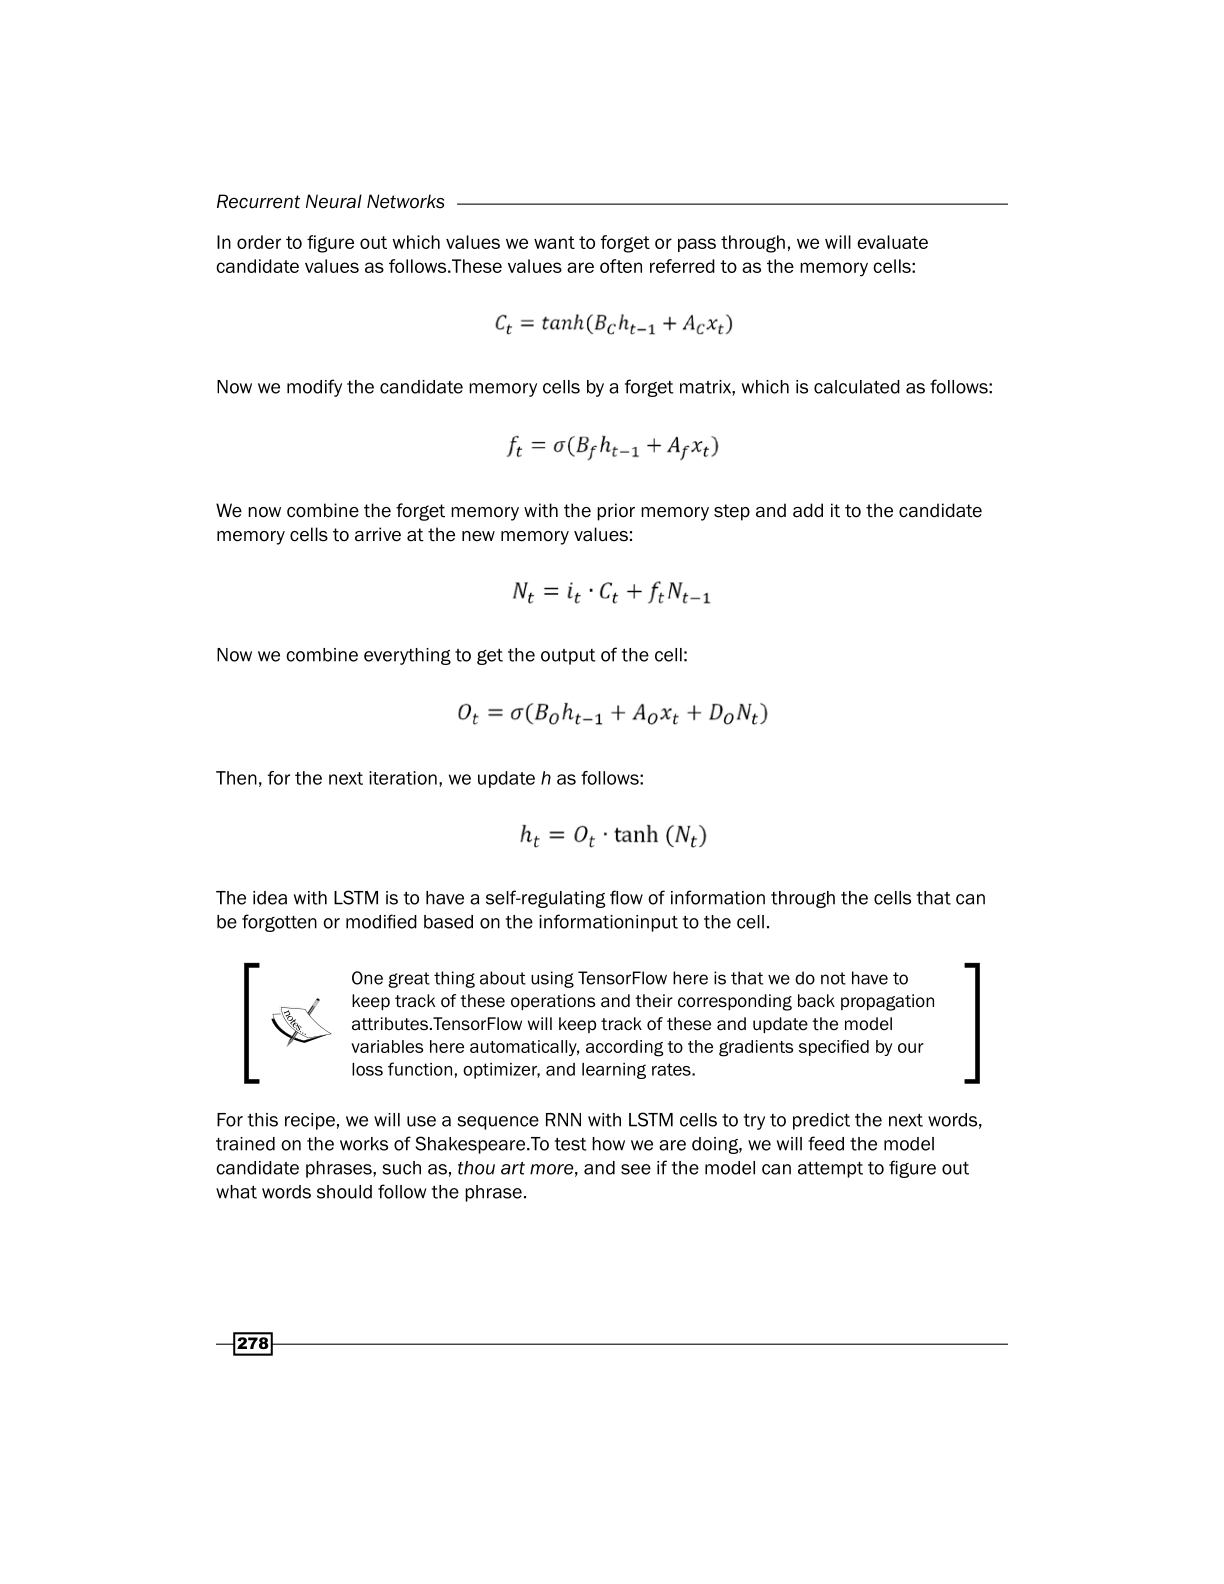 Recurrent Neural Networks
In order to figure out which values we want to forget or pass through, we will evaluate
candidate values as follows.These values are often referred to as the memory cells:
C_t = tanh(B_C h_{t−1} + A_C x_t)
Now we modify the candidate memory cells by a forget matrix, which is calculated as follows:
f_t = σ(B_f h_{t−1} + A_f x_t)
We now combine the forget memory with the prior memory step and add it to the candidate
memory cells to arrive at the new memory values:
N_t = i_t · C_t + f_t N_{t−1}
Now we combine everything to get the output of the cell:
O_t = σ(B_O h_{t−1} + A_O x_t + D_O N_t)
Then, for the next iteration, we update h as follows:
h_t = O_t · tanh (N_t)
The idea with LSTM is to have a self-regulating flow of information through the cells that can
be forgotten or modified based on the informationinput to the cell.
notes...
One great thing about using TensorFlow here is that we do not have to
keep track of these operations and their corresponding back propagation
attributes.TensorFlow will keep track of these and update the model
variables here automatically, according to the gradients specified by our
loss function, optimizer, and learning rates.
For this recipe, we will use a sequence RNN with LSTM cells to try to predict the next words,
trained on the works of Shakespeare.To test how we are doing, we will feed the model
candidate phrases, such as, thou art more, and see if the model can attempt to figure out
what words should follow the phrase.
278